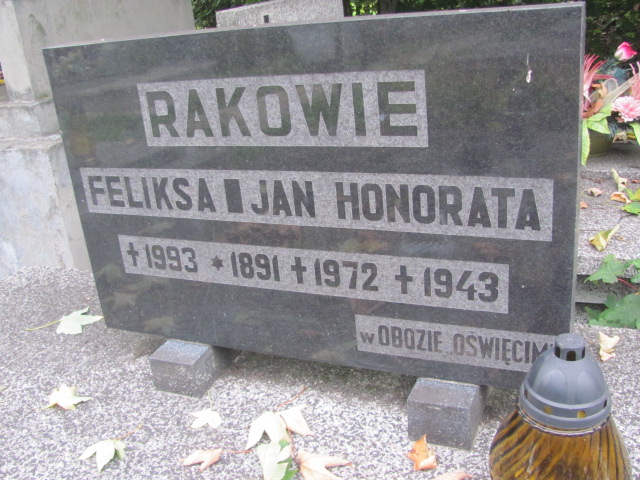 RAKOWIE
FELIKSA JAN HONORATA
✝1993 *1891 ✝1972 ✝1943
w OBOZIE OŚWIĘCIM